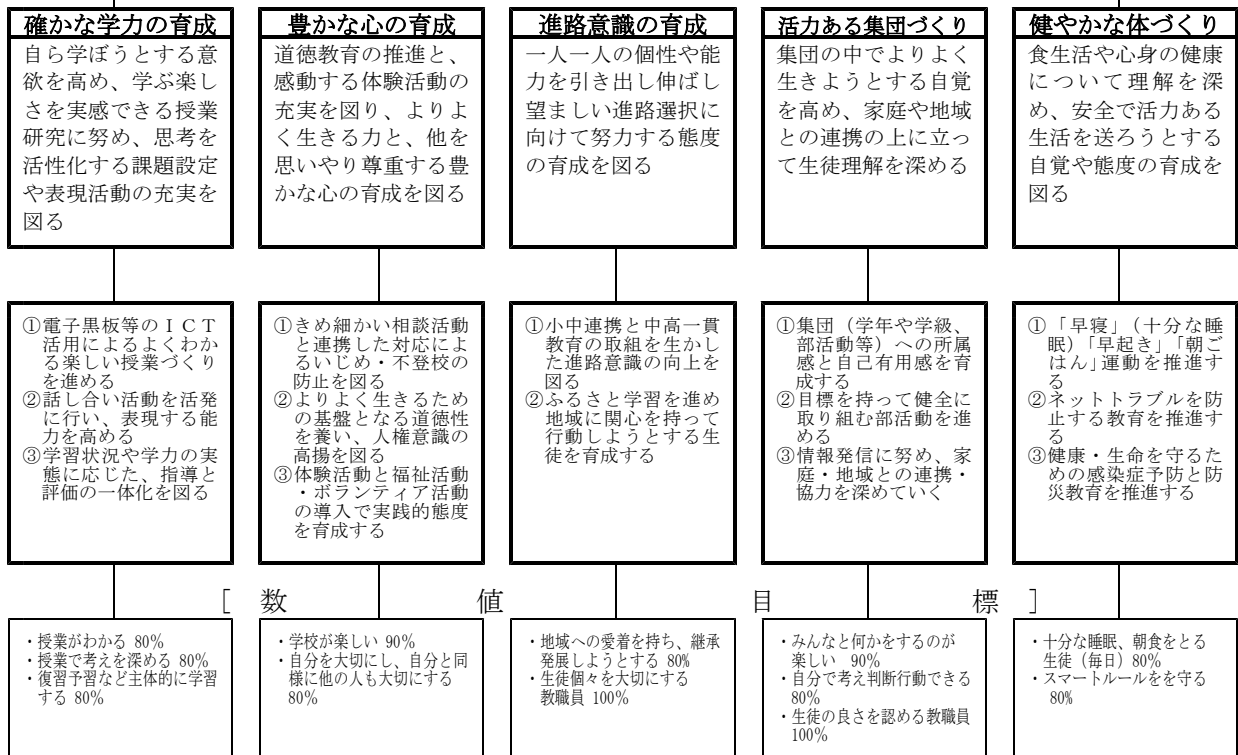 確かな学力の育成
自ら学ぼうとする意
欲を高め、学ぶ楽し
さを実感できる授業
研究に努め、思考を
活性化する課題設定
や表現活動の充実を
図る
豊かな心の育成
道徳教育の推進と、
感動する体験活動の
充実を図り、よりよ
く生きる力と、他を
思いやり尊重する豊
かな心の育成を図る
進路意識の育成
一人一人の個性や能
力を引き出し伸ばし
望ましい進路選択に
向けて努力する態度
の育成を図る
活力ある集団づくり
集団の中でよりよく
生きようとする自覚
を高め、家庭や地域
との連携の上に立っ
て生徒理解を深める
健やかな体づくり
食生活や心身の健康
について理解を深
め、安全で活力ある
生活を送ろうとする
自覚や態度の育成を
図る
①電子黒板等のＩＣＴ
活用によるよくわか
る楽しい授業づくり
を進める
②話し合い活動を活発
に行い、表現する能
力を高める
③学習状況や学力の実
態に応じた、指導と
評価の一体化を図る
①きめ細かい相談活動
と連携した対応によ
るいじめ・不登校の
防止を図る
②よりよく生きるため
の基盤となる道徳性
を養い、人権意識の
高揚を図る
③体験活動と福祉活動
・ボランティア活動
の導入で実践的態度
を育成する
①小中連携と中高一貫
教育の取組を生かし
た進路意識の向上を
図る
②ふるさと学習を進め
地域に関心を持って
行動しようとする生
徒を育成する
①集団（学年や学級、
部活動等）への所属
感と自己有用感を育
成する
②目標を持って健全に
取り組む部活動を進
める
③情報発信に努め、家
庭・地域との連携・
協力を深めていく
①「早寝」（十分な睡
眠）「早起き」「朝ご
はん」運動を推進す
る
②ネットトラブルを防
止する教育を推進す
る
③健康・生命を守るた
めの感染症予防と防
災教育を推進する
［ 数 値 目 標 ］
・授業がわかる 80％
・授業で考えを深める 80％
・復習予習など主体的に学習
する 80％
・学校が楽しい 90％
・自分を大切にし、自分と同
様に他の人も大切にする
80％
・地域への愛着を持ち、継承
発展しようとする 80％
・生徒個々を大切にする
教職員 100％
・みんなと何かをするのが
楽しい 90％
・自分で考え判断行動できる
80％
・生徒の良さを認める教職員
100％
・十分な睡眠、朝食をとる
生徒（毎日）80％
・スマートルールをを守る
80％